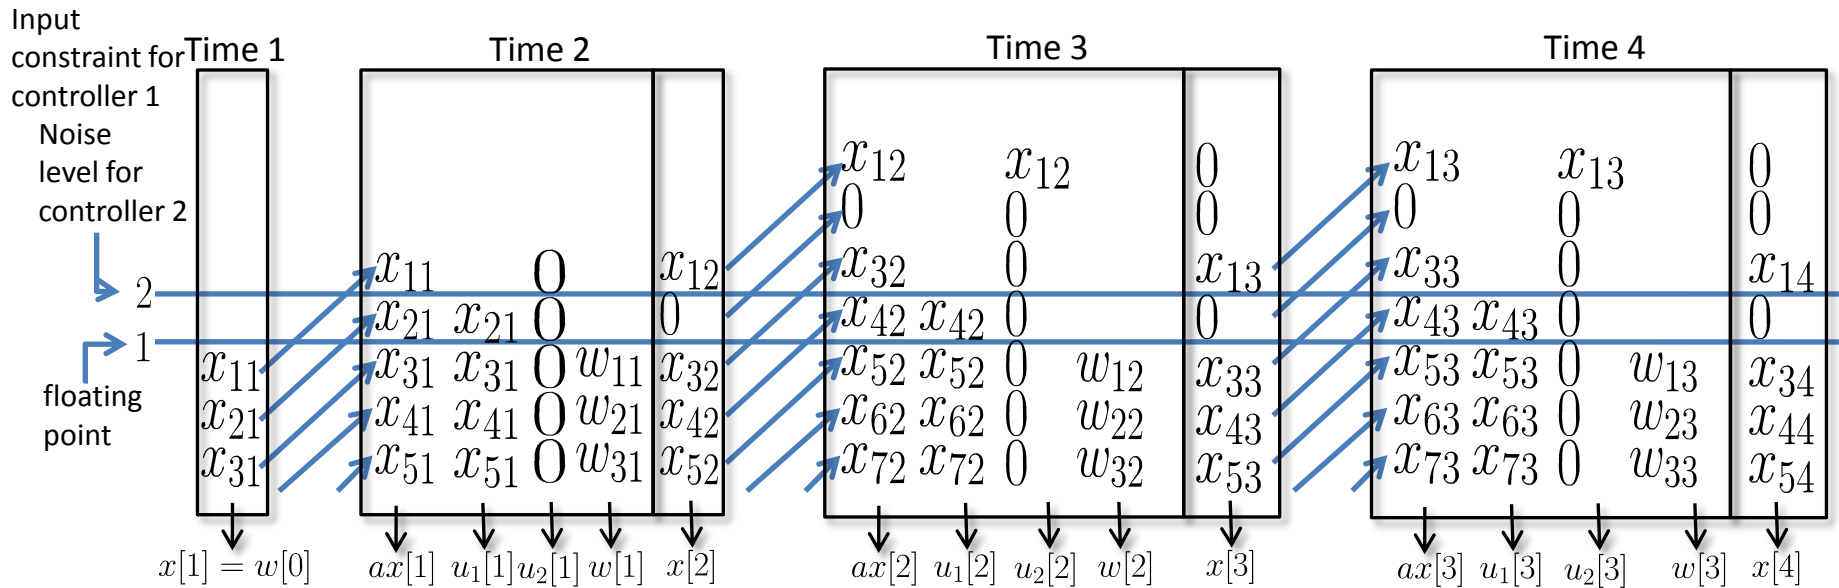 Input
constraint for
controller 1
Noise
level for
controller 2
2
1
floating
point
Time 1
x11
x21
x31
x[1] = w[0]
Time 2
x11 0 x12
x21 x21 0 0
x31 x31 0 w11 x32
x41 x41 0 w21 x42
x51 x51 0 w31 x52
ax[1] u1[1] u2[1] w[1] x[2]
Time 3
x12 x12 0
0 0 0
x32 0 x13
x42 x42 0 0
x52 x52 0 w12 x33
x62 x62 0 w22 x43
x72 x72 0 w32 x53
ax[2] u1[2] u2[2] w[2] x[3]
Time 4
x13 x13 0
0 0 0
x33 0 x14
x43 x43 0 0
x53 x53 0 w13 x34
x63 x63 0 w23 x44
x73 x73 0 w33 x54
ax[3] u1[3] u2[3] w[3] x[4]